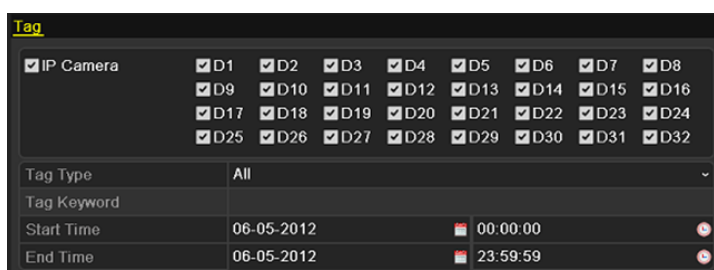 Tag
IP Camera D1 D2 D3 D4 D5 D6 D7 D8
D9 D10 D11 D12 D13 D14 D15 D16
D17 D18 D19 D20 D21 D22 D23 D24
D25 D26 D27 D28 D29 D30 D31 D32
Tag Type All
Tag Keyword
Start Time 06-05-2012 00:00:00
End Time 06-05-2012 23:59:59